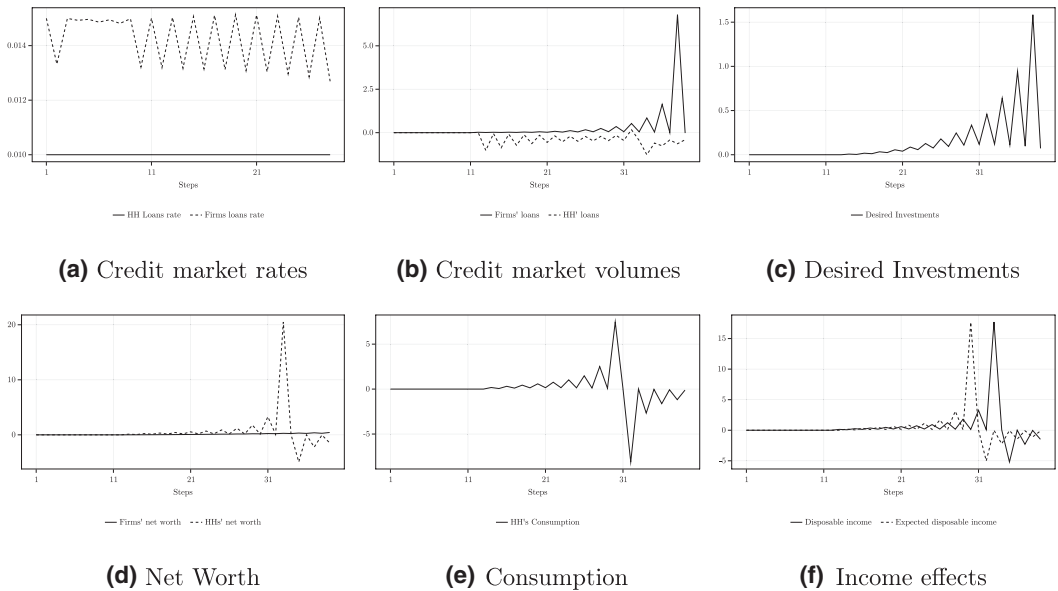 0.014
0.012
0.010
1 11 21
Steps
HH Loans rate Firms loans rate
(a) Credit market rates
5.0
2.5
0.0
1 11 21 31
Steps
Firms' loans HH' loans
(b) Credit market volumes
1.5
1.0
0.5
0.0
1 11 21 31
Steps
Desired Investments
(c) Desired Investments
20
10
0
1 11 21 31
Steps
Firms' net worth HHs' net worth
(d) Net Worth
5
0
-5
1 11 21 31
Steps
HH's Consumption
(e) Consumption
15
10
5
0
-5
1 11 21 31
Steps
Disposable income Expected disposable income
(f) Income effects